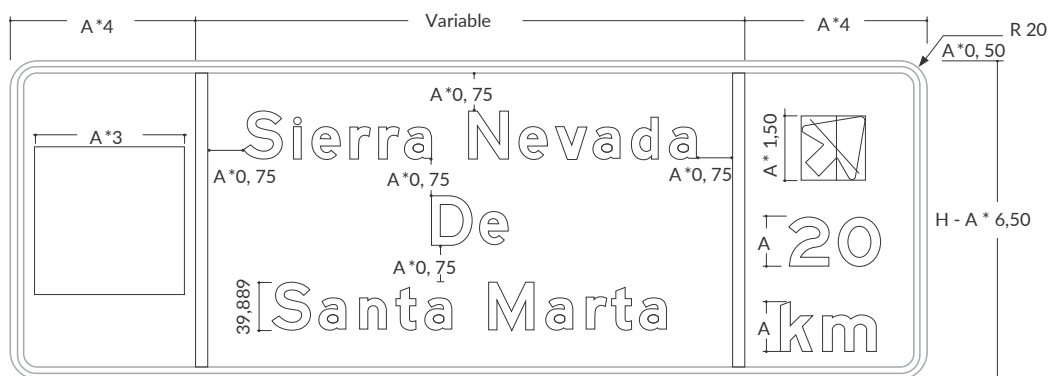 A*4
Variable
A*4
R 20
A*0, 50
A*0, 75
A*3
Sierra Nevada
A* 1,50
A*0, 75
A*0, 75
A*0, 75
De
A
20
H - A * 6,50
A*0, 75
39,889
Santa Marta
A
km